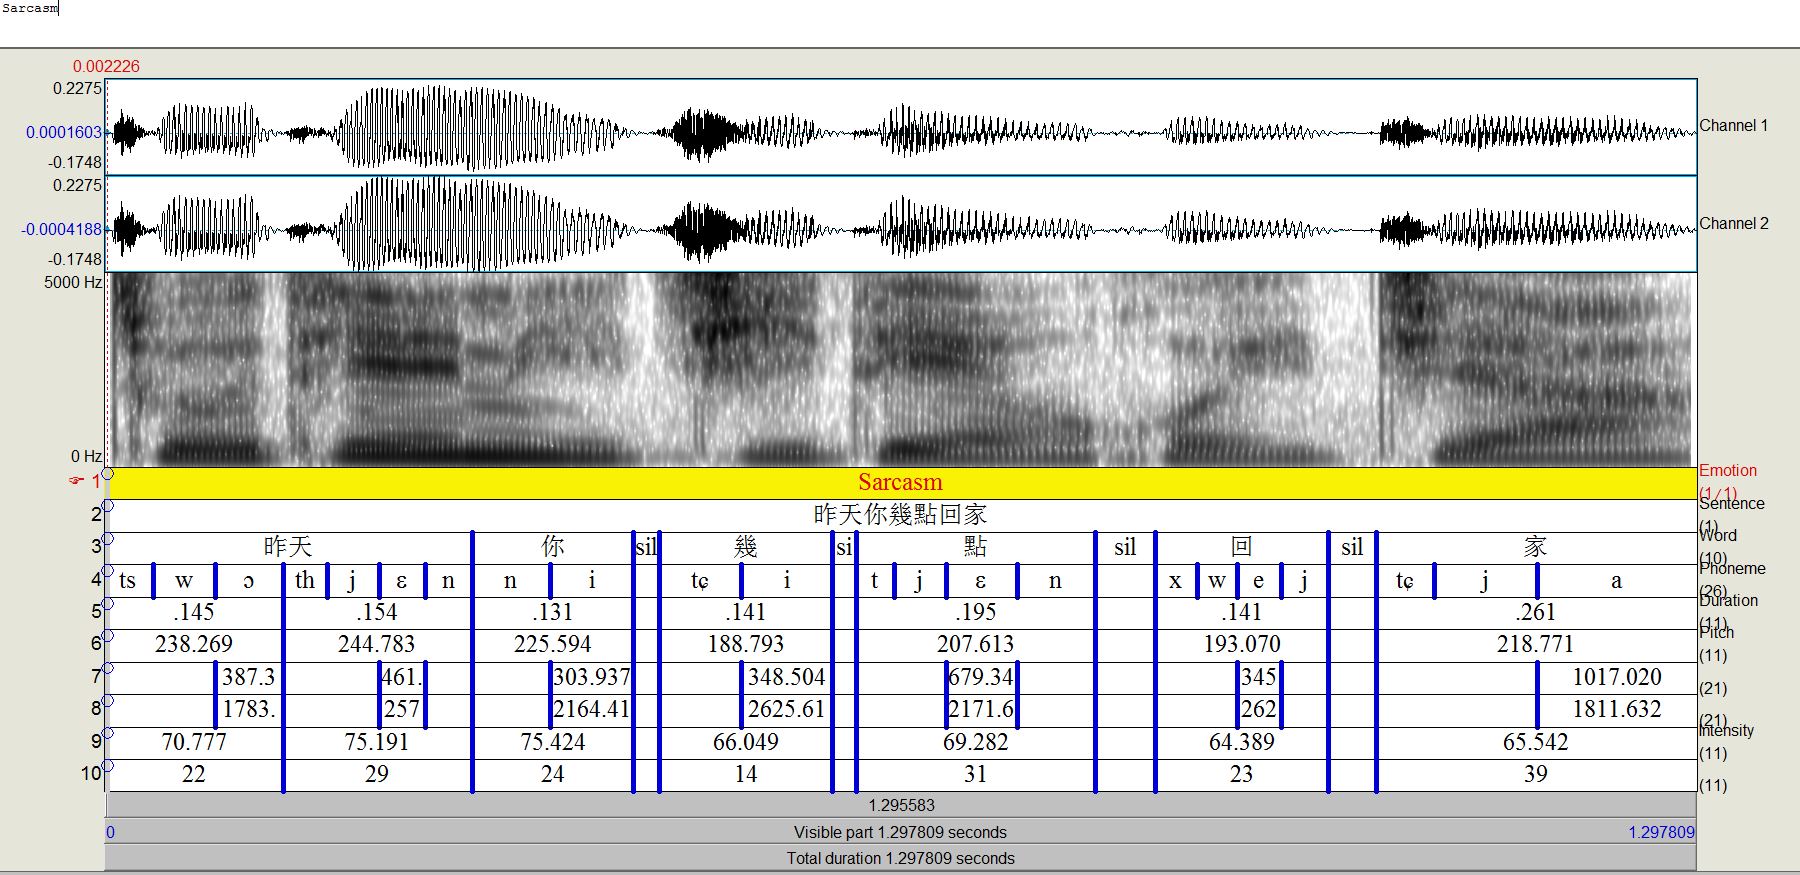 Sarcasm
0.002226
0.2275
0.0001603
-0.1748
Channel 1
0.2275
-0.0004188
-0.1748
Channel 2
5000 Hz
0 Hz
1 Sarcasm Emotion (1/1)
2 昨天你幾點回家 Sentence (1)
3 昨天 你 sil 幾 si 點 sil 回 sil 家 Word (10)
4 ts w ɔ th j ɛ n n i tɕ i t j ɛ n x w e j tɕ j a Phoneme (26)
5 .145 .154 .131 .141 .195 .141 .261 Duration (11)
6 238.269 244.783 225.594 188.793 207.613 193.070 218.771 Pitch (11)
7 387.3 461. 303.937 348.504 679.34 345 1017.020 (21)
8 1783. 257 2164.41 2625.61 2171.6 262 1811.632 (21)
9 70.777 75.191 75.424 66.049 69.282 64.389 65.542 Intensity (11)
10 22 29 24 14 31 23 39 (11)
1.295583
0 Visible part 1.297809 seconds 1.297809
Total duration 1.297809 seconds